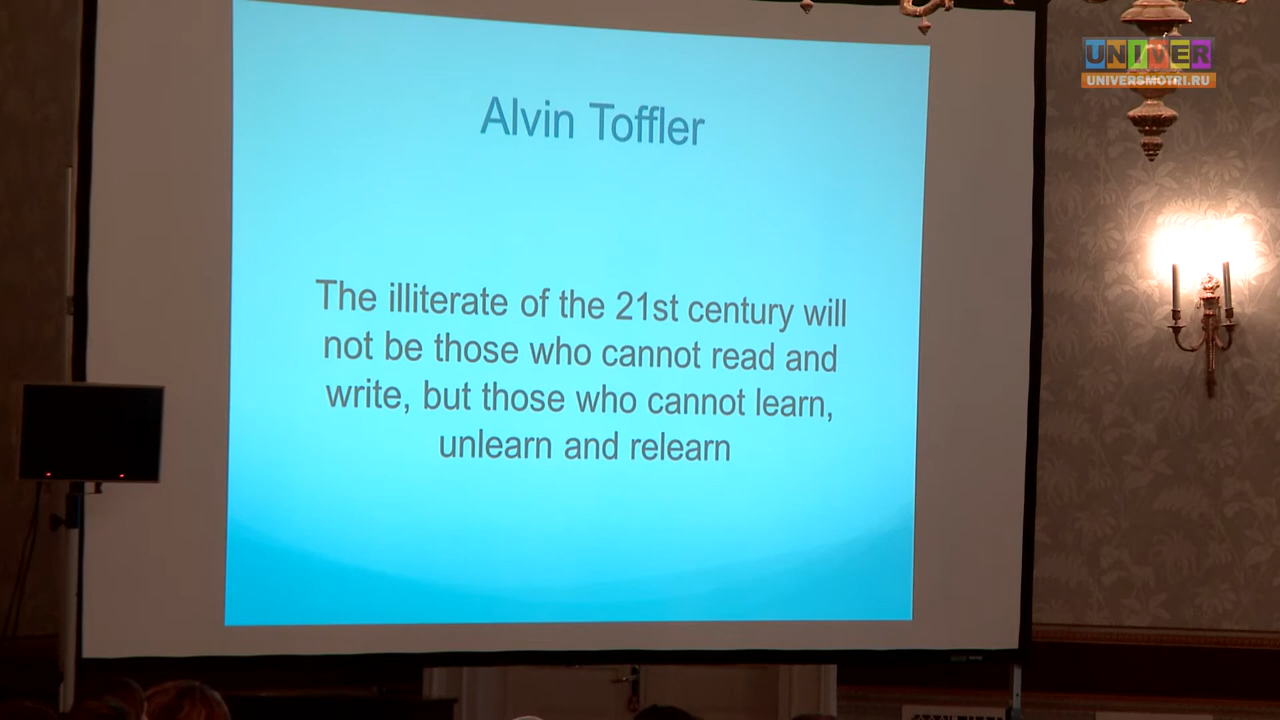 UNIVER
UNIVERSMOTRI.RU
Alvin Toffler
The illiterate of the 21st century will
not be those who cannot read and
write, but those who cannot learn,
unlearn and relearn